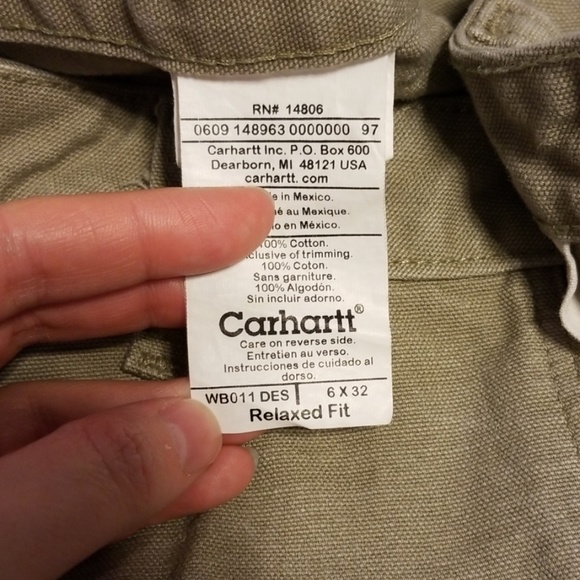 RN# 14806
0609 148963 0000000 97
Carhartt Inc. P.O. Box 600
Dearborn, MI 48121 USA
carhartt. com
in Mexico.
au Mexique.
en México.
100% Cotton.
of trimming.
100% Coton.
Sans garniture.
100% Algodón.
Sin incluir adorno.
Carhartt®
Care on reverse side.
Entretien au verso.
Instrucciones de cuidado al
dorso.
WB011 DES 6 X 32
Relaxed Fit